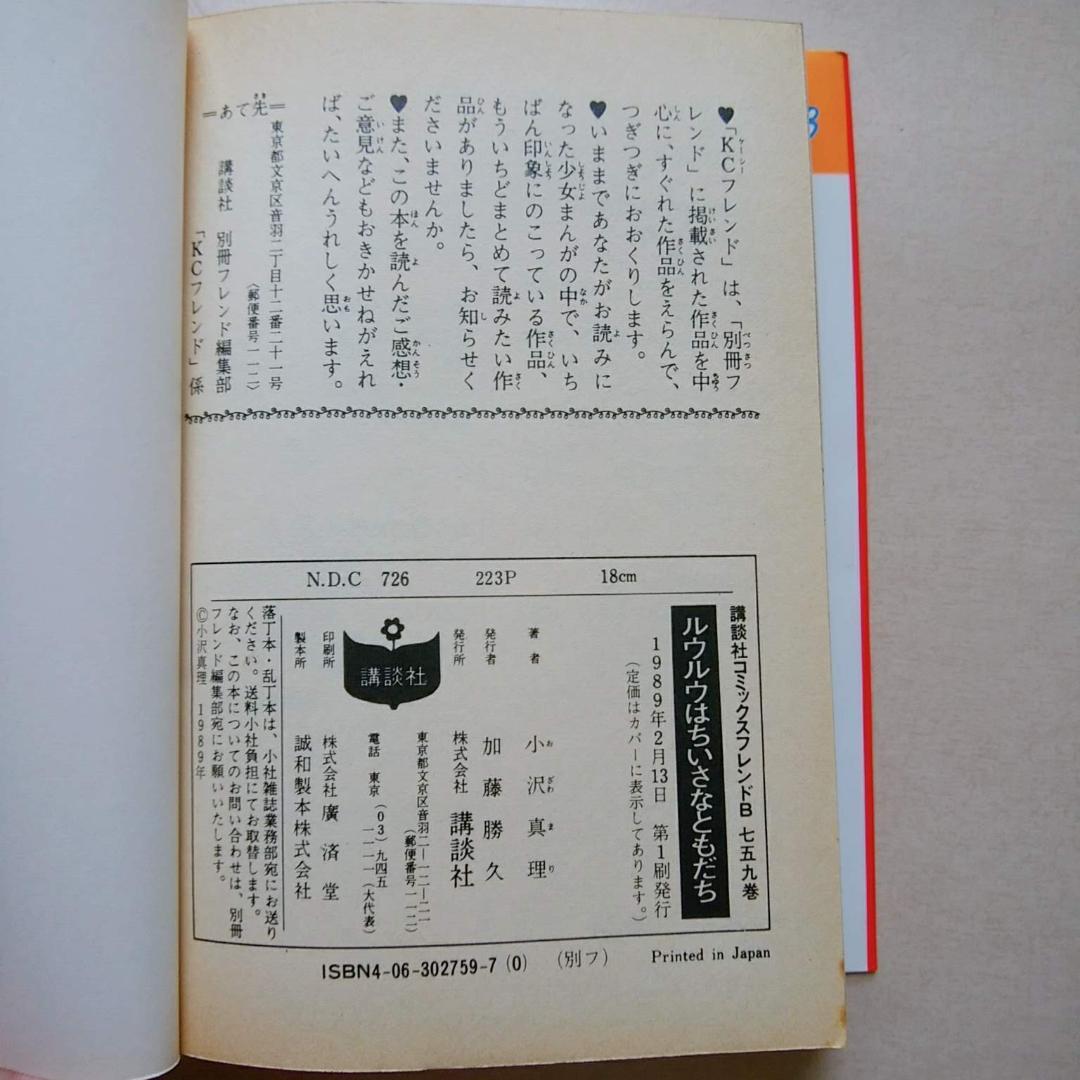 ♥「KCフレンド」は、「別冊フ
レンド」に掲載された作品を中
心に、すぐれた作品をえらんで、
つぎつぎにおおくりします。
♥いままであなたがお読みに
なった少女まんがの中で、いち
ばん印象にのこっている作品、
もういちどまとめて読みたい作
品がありましたら、お知らせく
ださいませんか。
♥また、この本を読んだご感想・
ご意見などもおきかせねがえれ
ば、たいへんうれしく思います。
＝あて先＝
東京都文京区音羽二丁目十二番二十一号
（郵便番号一一二）
講談社　別冊フレンド編集部
「KCフレンド」係
N.D.C 726 223P 18cm
講談社コミックスフレンドB 七五九巻
ルウルウはちいさなともだち
1989年2月13日 第1刷発行
（定価はカバーに表示してあります。）
著者 小沢真理
発行者 加藤勝久
発行所 株式会社 講談社
東京都文京区音羽二―一二―二一
（郵便番号一一二）
電話 東京（03）九四五
一一一一（大代表）
講談社
印刷所 株式会社 廣済堂
製本所 誠和製本株式会社
落丁本・乱丁本は、小社雑誌業務部宛にお送り
ください。送料小社負担にてお取替します。
なお、この本についてのお問い合わせは、別冊
フレンド編集部宛にお願いいたします。
©小沢真理 1989年
ISBN4-06-302759-7 (0) （別フ） Printed in Japan